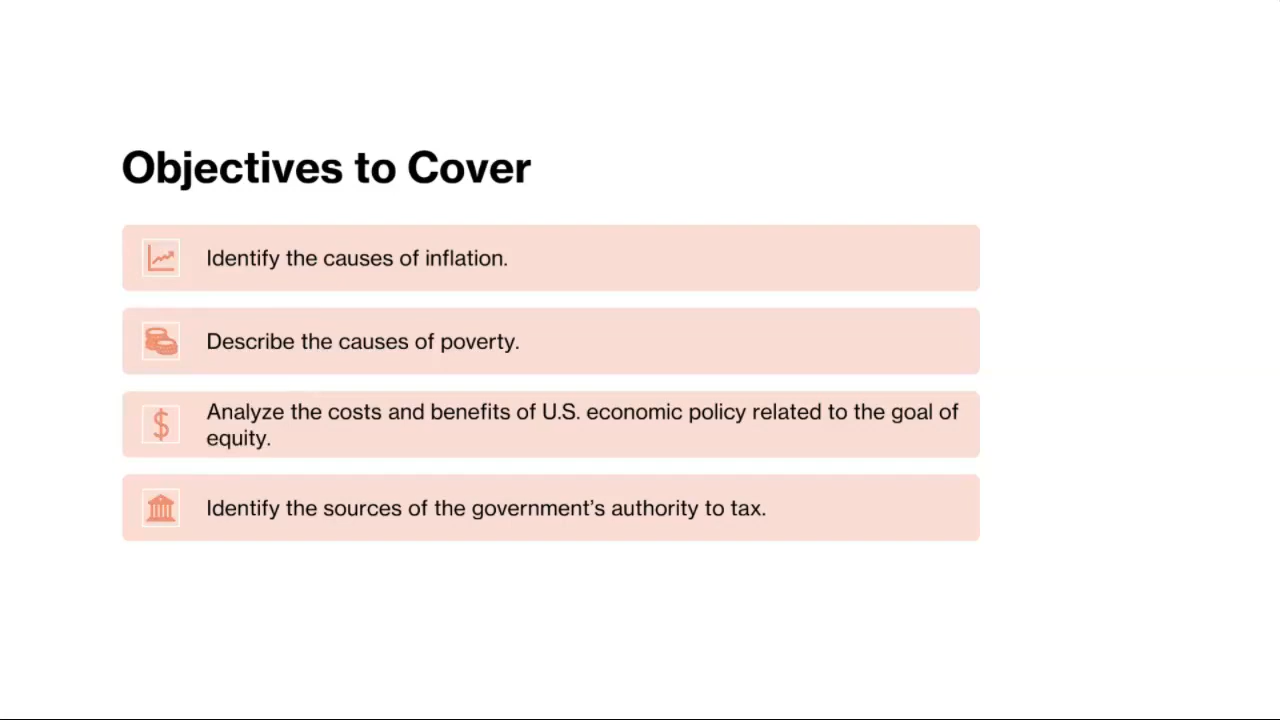 Objectives to Cover
Identify the causes of inflation.
Describe the causes of poverty.
Analyze the costs and benefits of U.S. economic policy related to the goal of
equity.
Identify the sources of the government’s authority to tax.